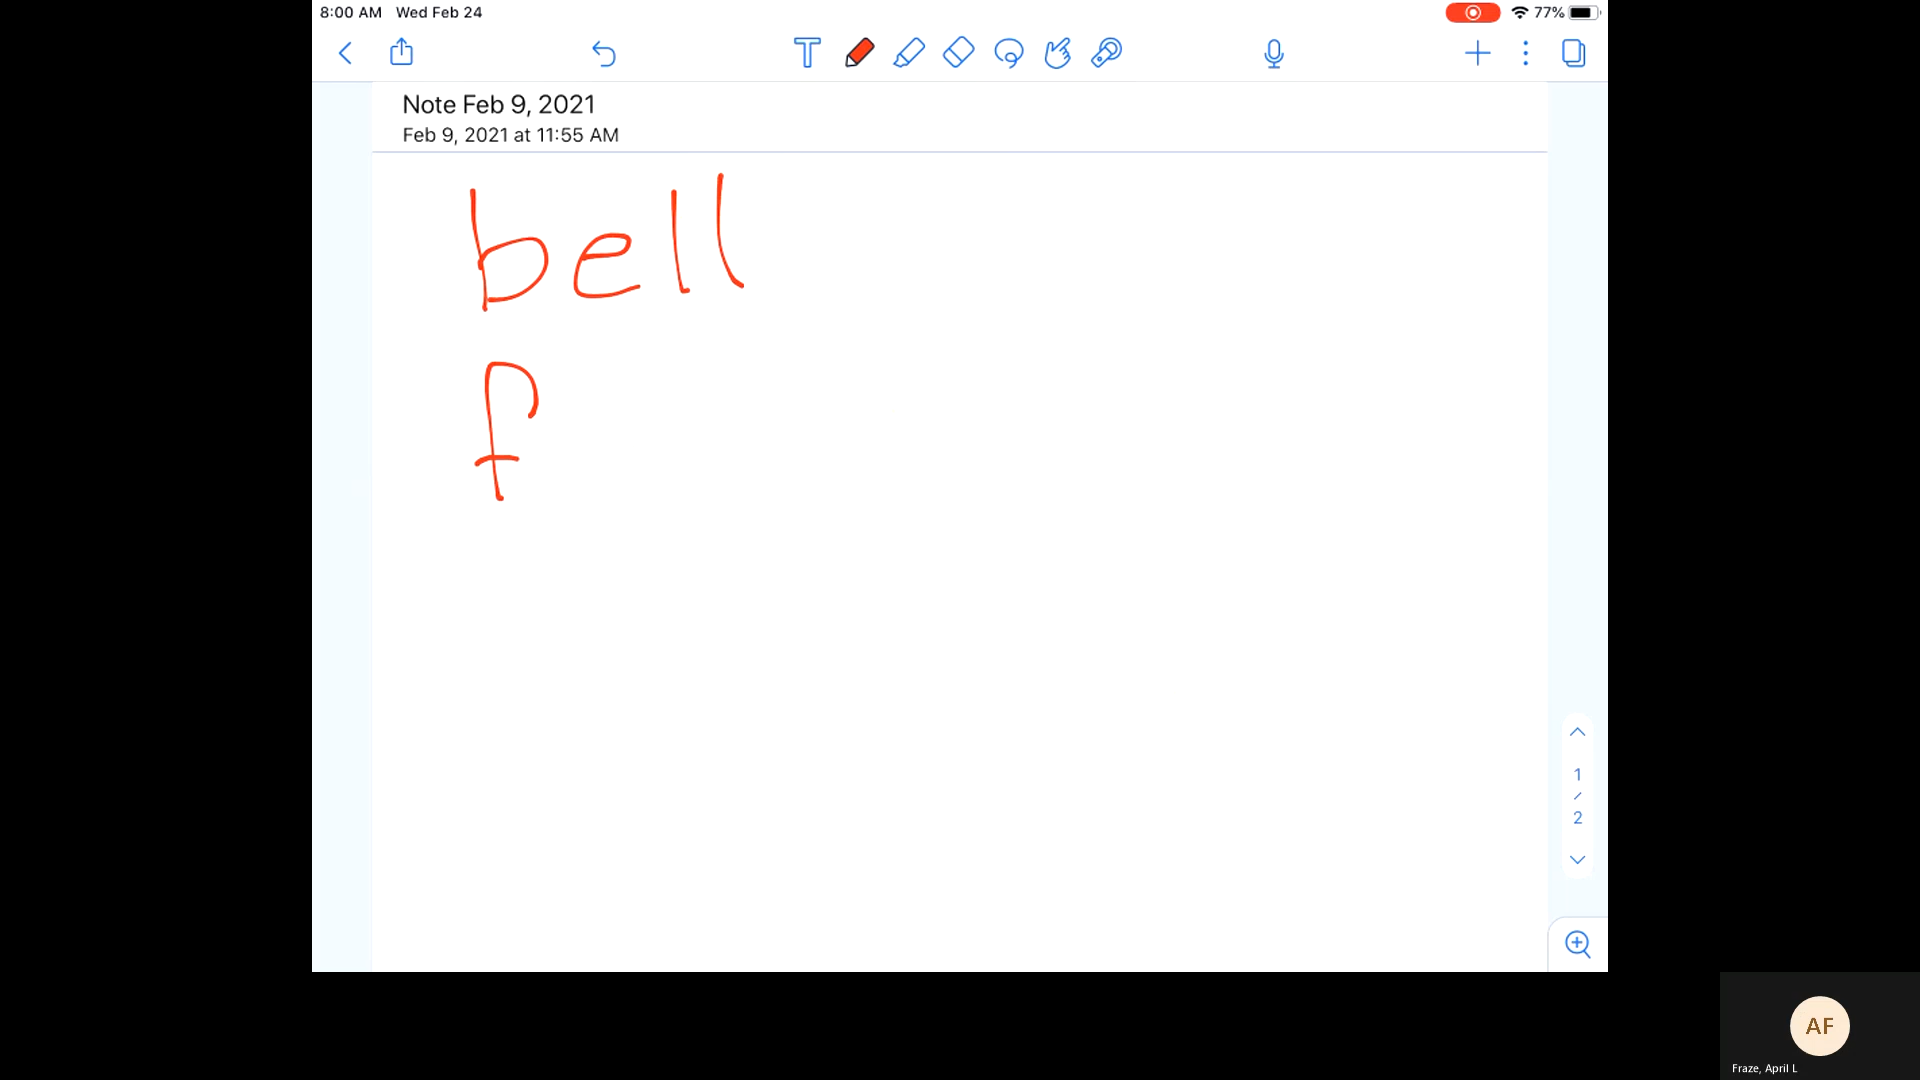 8:00 AM Wed Feb 24 77%
T
Note Feb 9, 2021
Feb 9, 2021 at 11:55 AM
bell
f
1
/
2
AF
Fraze, April L